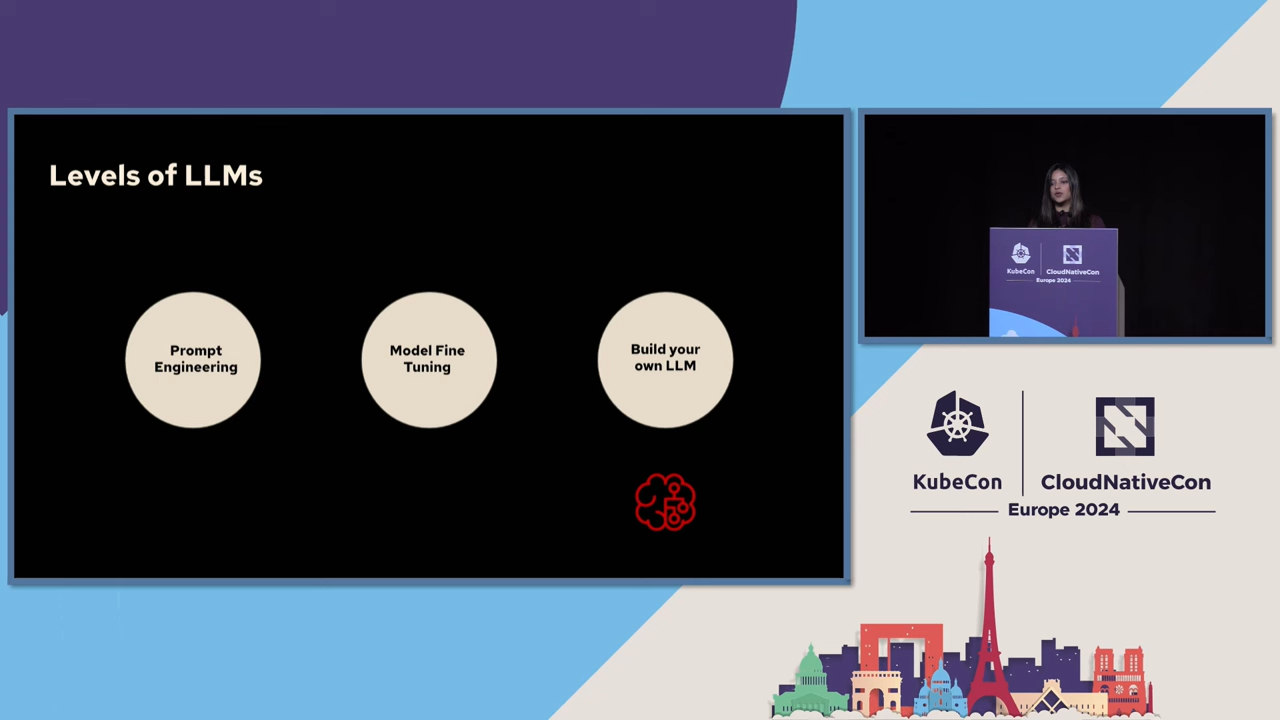 Levels of LLMs
Prompt
Engineering
Model Fine
Tuning
Build your
own LLM
KubeCon
CloudNativeCon
Europe 2024
KubeCon
CloudNativeCon
Europe 2024